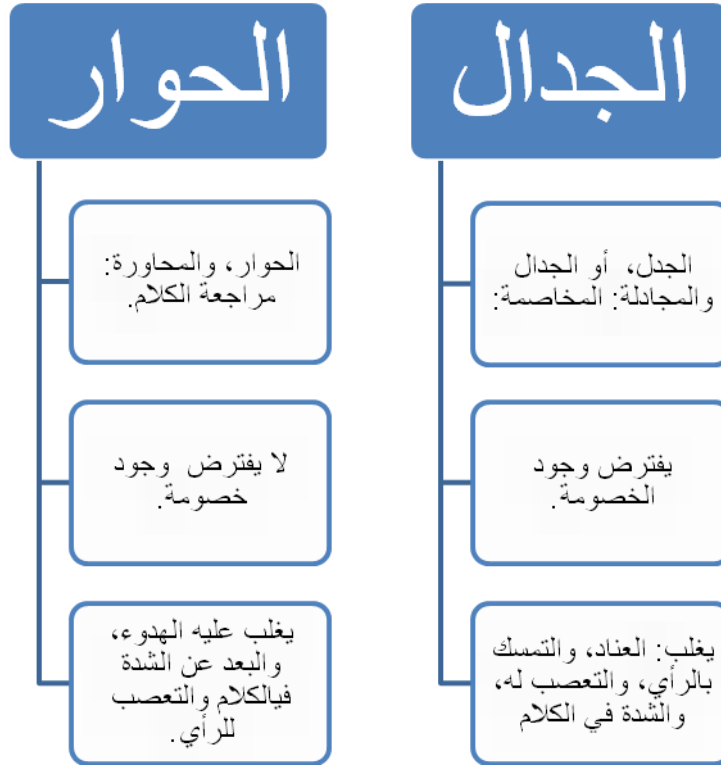 الجدال
الجدل، أو الجدال
والمجادلة: المخاصمة:
يفترض وجود
الخصومة.
يغلب: العناد، والتمسك
بالرأي، والتعصب له،
والشدة في الكلام
الحوار
الحوار، والمحاورة:
مراجعة الكلام.
لا يفترض وجود
خصومة.
يغلب عليه الهدوء،
والبعد عن الشدة
فيالكلام والتعصب
للرأي.